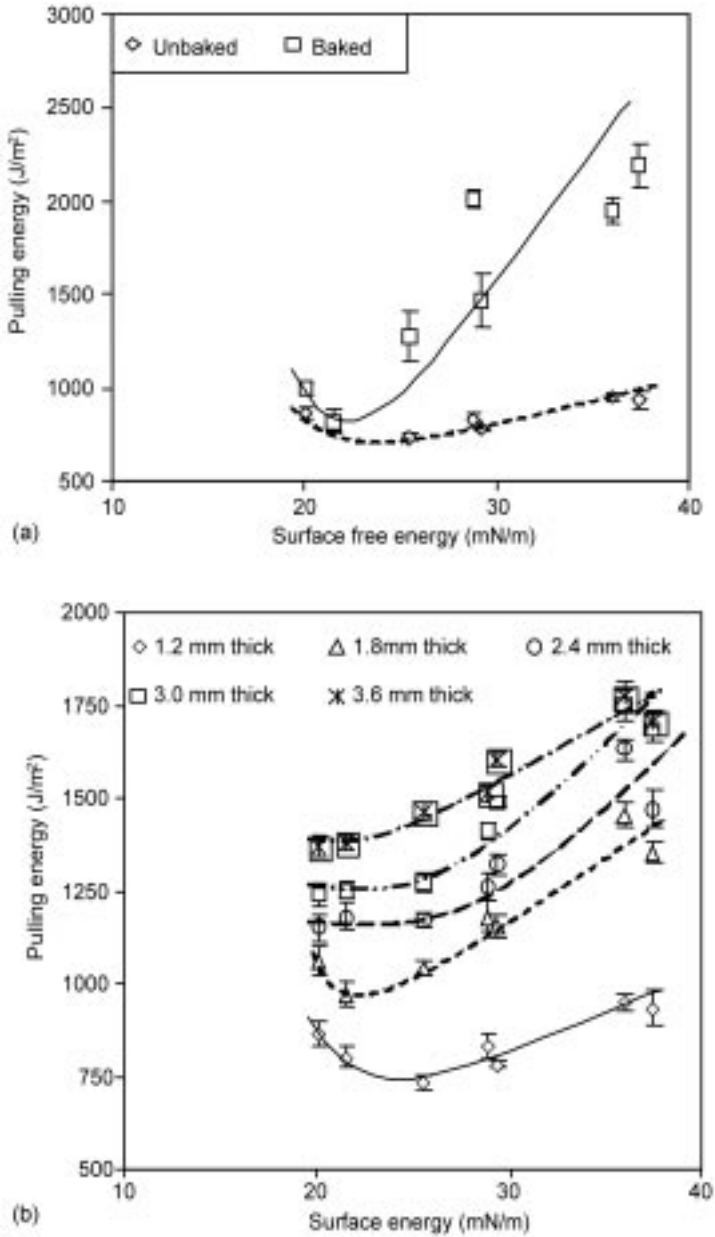 3000
Unbaked Baked
2500
2000
1500
1000
500
10 20 30 40
Pulling energy (J/m²)
(a) Surface free energy (mN/m)
2000
1.2 mm thick 1.8mm thick 2.4 mm thick
3.0 mm thick 3.6 mm thick
1750
1500
1250
1000
750
500
10 20 30 40
Pulling energy (J/m²)
(b) Surface energy (mN/m)